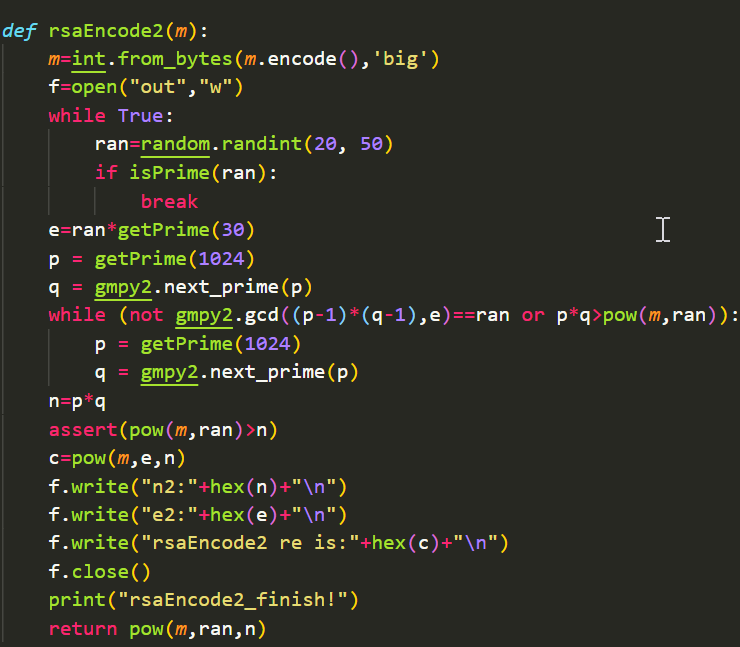 def rsaEncode2(m):
    m=int.from_bytes(m.encode(),'big')
    f=open("out","w")
    while True:
        ran=random.randint(20, 50)
        if isPrime(ran):
            break
    e=ran*getPrime(30)
    p = getPrime(1024)
    q = gmpy2.next_prime(p)
    while (not gmpy2.gcd((p-1)*(q-1),e)==ran or p*q>pow(m,ran)):
        p = getPrime(1024)
        q = gmpy2.next_prime(p)
    n=p*q
    assert(pow(m,ran)>n)
    c=pow(m,e,n)
    f.write("n2:"+hex(n)+"\n")
    f.write("e2:"+hex(e)+"\n")
    f.write("rsaEncode2 re is:"+hex(c)+"\n")
    f.close()
    print("rsaEncode2_finish!")
    return pow(m,ran,n)